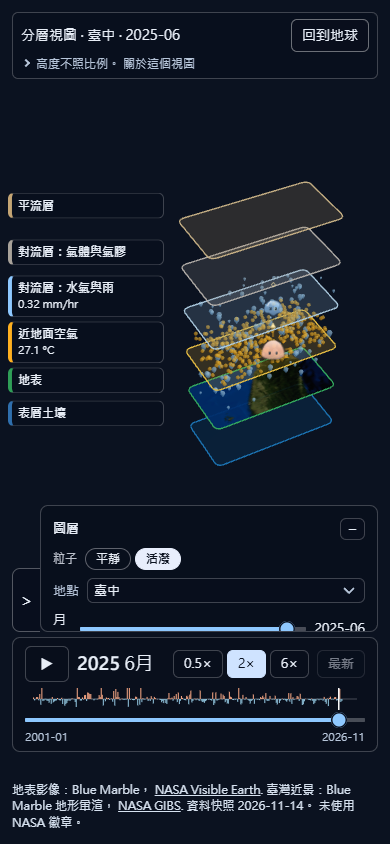 分層視圖 · 臺中 · 2025-06
回到地球
高度不照比例。 關於這個視圖
平流層
對流層：氣體與氣膠
對流層：水氣與雨
0.32 mm/hr
近地面空氣
27.1 °C
地表
表層土壤
圖層
–
粒子
平靜
活潑
地點
臺中
>
月
2025-06
2025 6月
0.5×
2×
6×
最新
2001-01
2026-11
地表影像：Blue Marble， NASA Visible Earth. 臺灣近景：Blue
Marble 地形暈渲， NASA GIBS. 資料快照 2026-11-14。 未使用
NASA 徽章。